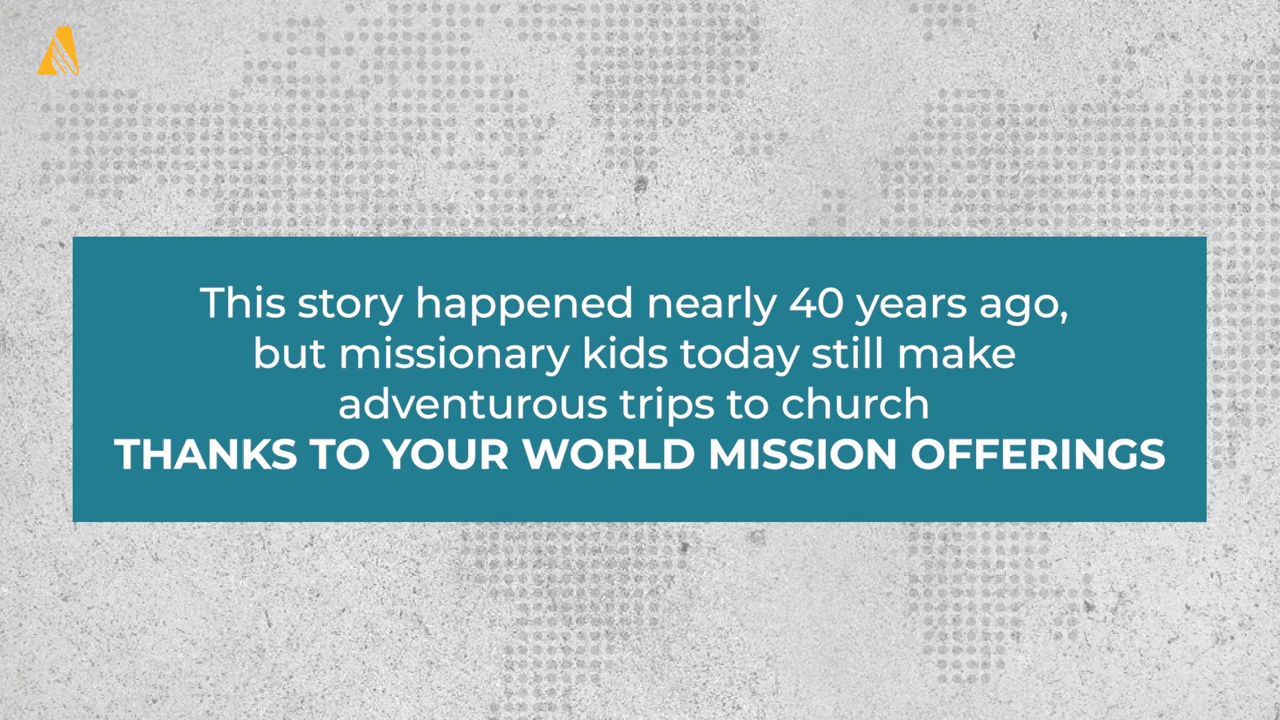 This story happened nearly 40 years ago,
but missionary kids today still make
adventurous trips to church
THANKS TO YOUR WORLD MISSION OFFERINGS